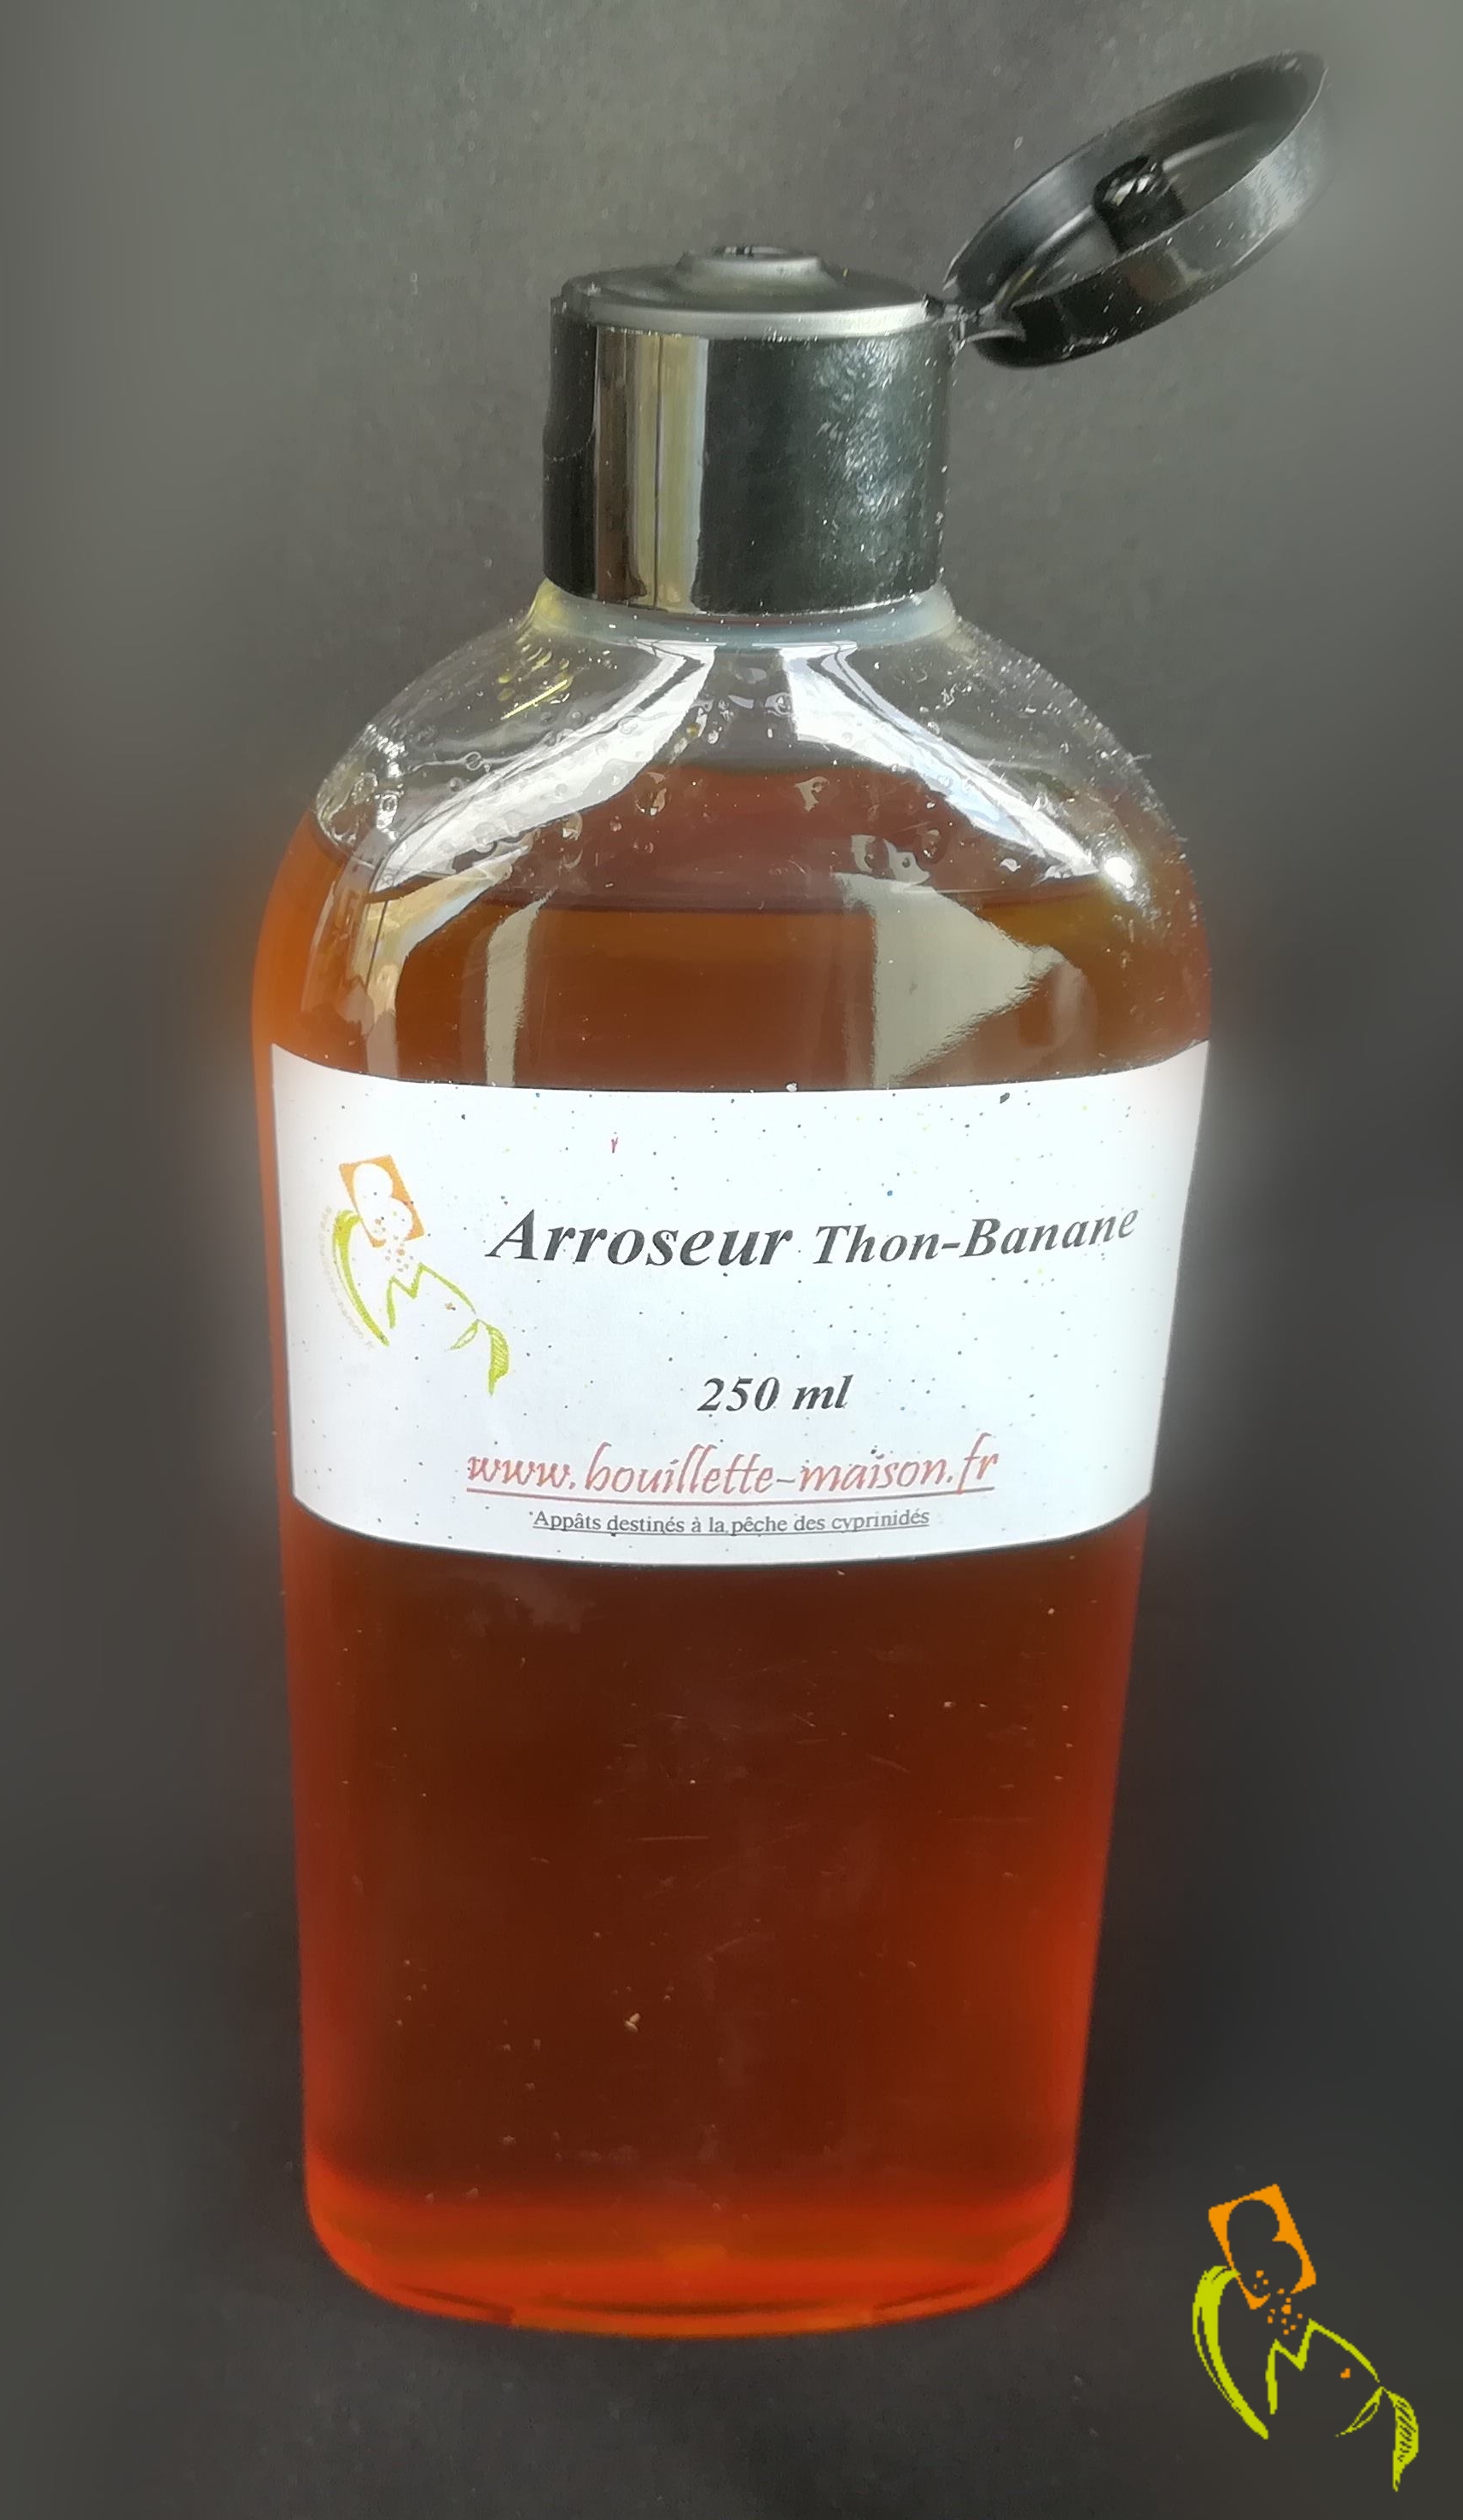 Arroseur Thon-Banane
250 ml
www.bouillette-maison.fr
*Appâts destinés à la pêche des cyprinidés